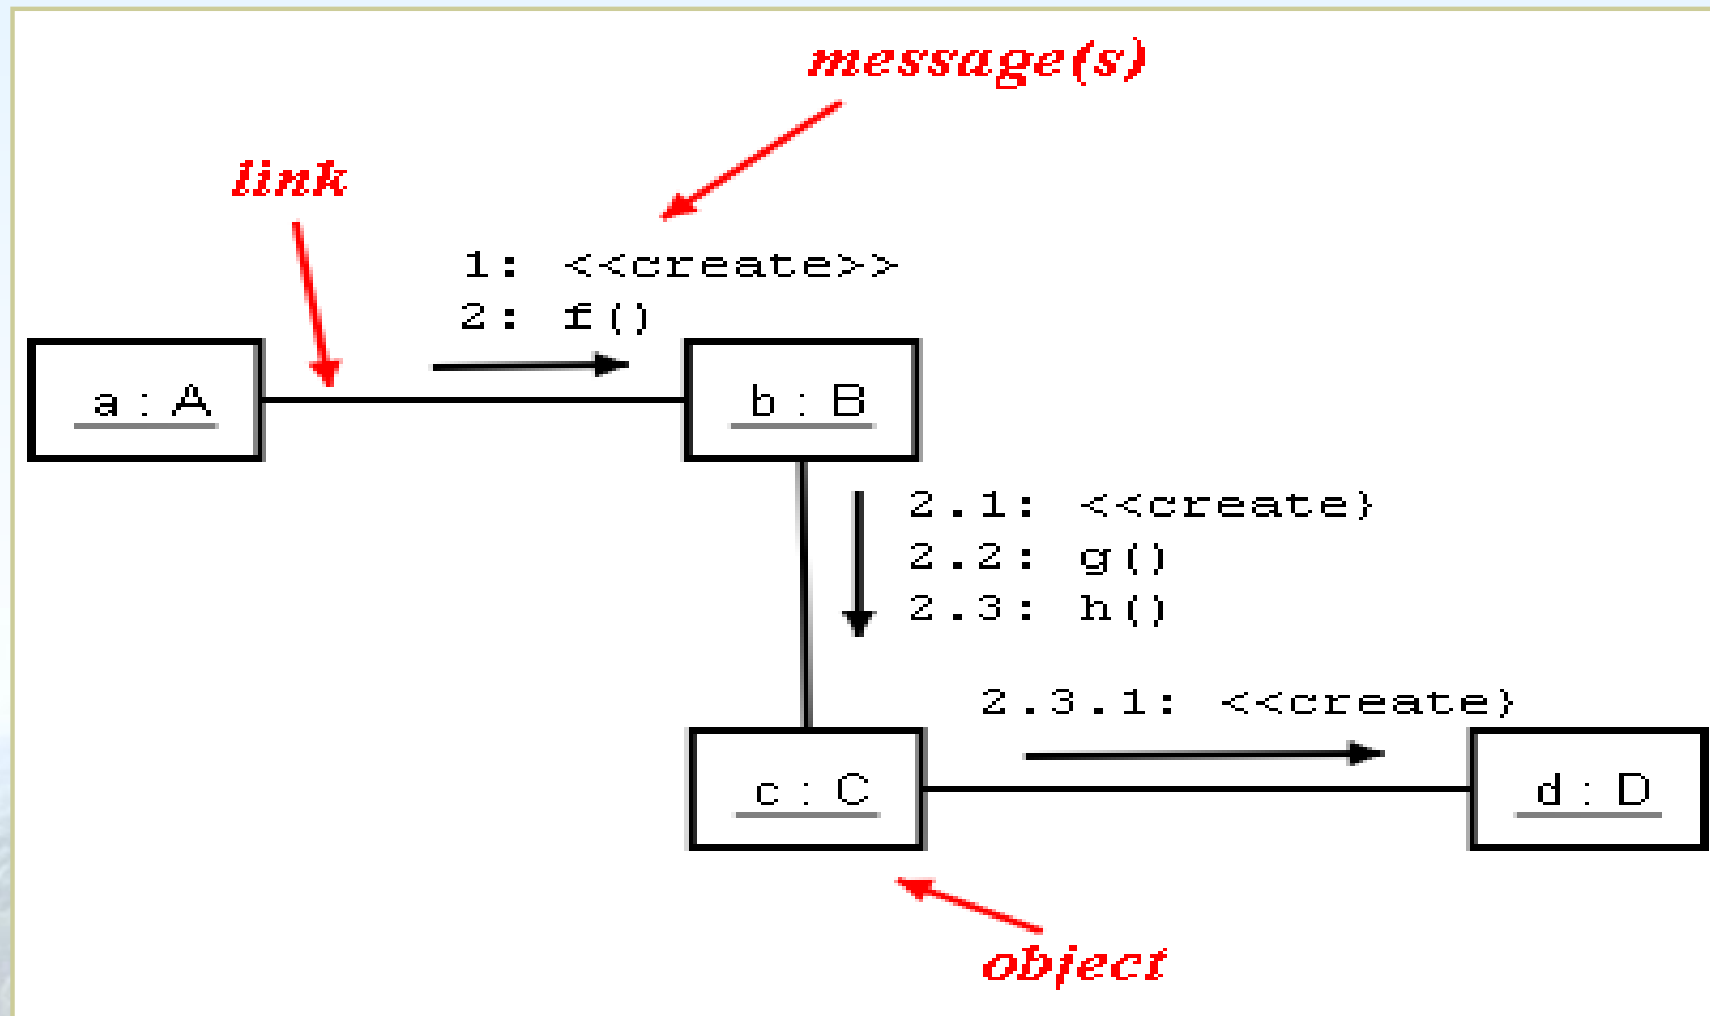 message(s)
link
1: <<create>>
2: f()
a : A
b : B
2.1: <<create}
2.2: g()
2.3: h()
2.3.1: <<create}
c : C
d : D
object